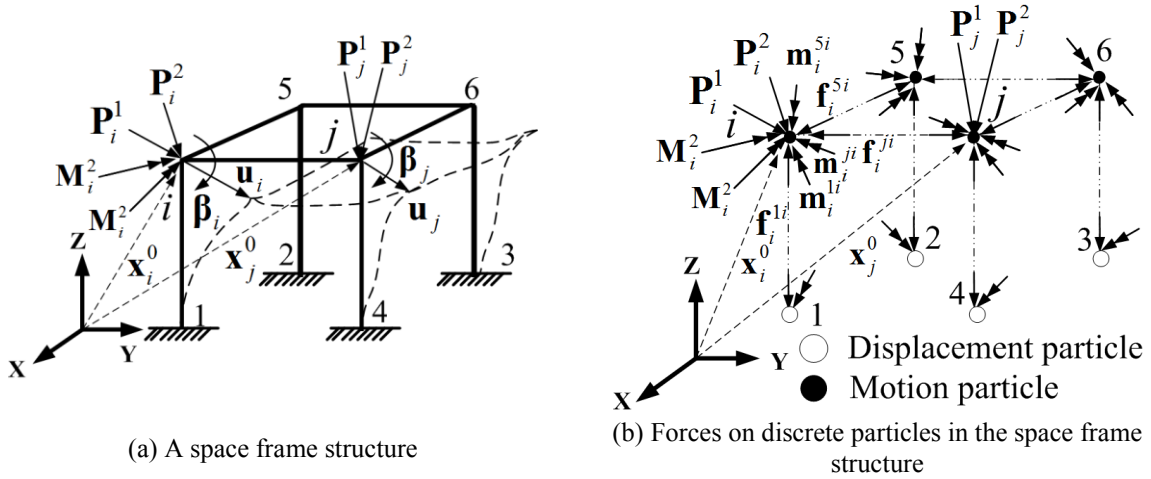 P_i^1
P_i^2
M_i^2
M_i^2
i
β_i
u_i
5
P_j^1 P_j^2
6
j
β_j
u_j
x_i^0
x_j^0
1
2
3
4
Z
Y
X
(a) A space frame structure
P_i^1
P_i^2
m_i^{5i}
f_i^{5i}
5
P_j^1 P_j^2
6
i
j
M_i^2
M_i^2
m_i^{ji}
f_i^{ji}
m_i^{1i}
f_i^{1i}
x_i^0
x_j^0
1
2
3
4
Z
Y
X
Displacement particle
Motion particle
(b) Forces on discrete particles in the space frame
structure